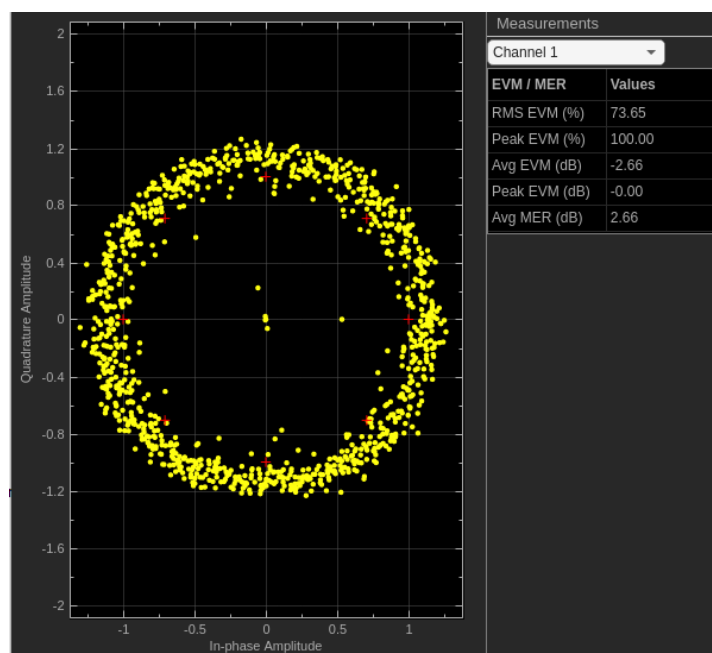 Measurements
Channel 1
EVM / MER Values
RMS EVM (%) 73.65
Peak EVM (%) 100.00
Avg EVM (dB) -2.66
Peak EVM (dB) -0.00
Avg MER (dB) 2.66
2
1.6
1.2
0.8
0.4
0
-0.4
-0.8
-1.2
-1.6
-2
Quadrature Amplitude
-1 -0.5 0 0.5 1
In-phase Amplitude